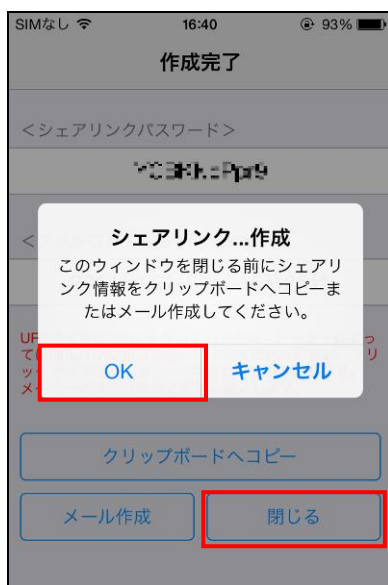 SIMなし 16:40 93%
作成完了
<シェアリンクパスワード>
シェアリンク...作成
このウィンドウを閉じる前にシェアリ
ンク情報をクリップボードへコピーま
たはメール作成してください。
OK キャンセル
クリップボードへコピー
メール作成 閉じる